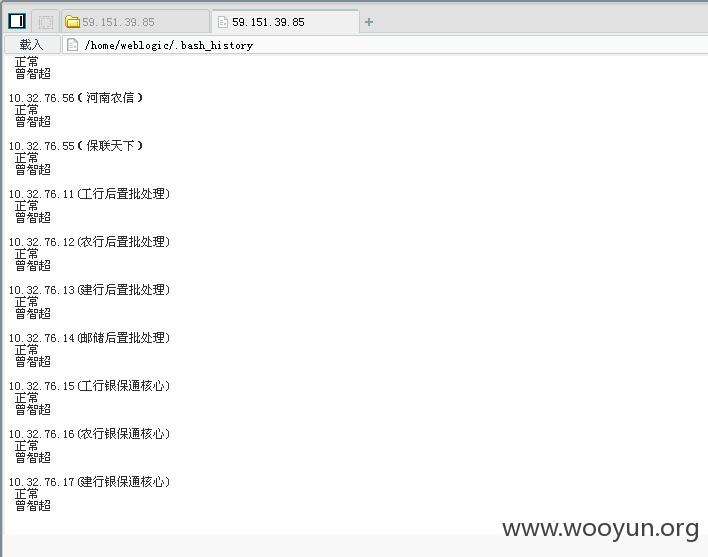 59.151.39.85
59.151.39.85
载入
/home/weblogic/.bash_history
正常
曾智超
10.32.76.56（河南农信）
正常
曾智超
10.32.76.55（保联天下）
正常
曾智超
10.32.76.11(工行后置批处理)
正常
曾智超
10.32.76.12(农行后置批处理)
正常
曾智超
10.32.76.13(建行后置批处理)
正常
曾智超
10.32.76.14(邮储后置批处理)
正常
曾智超
10.32.76.15(工行银保通核心)
正常
曾智超
10.32.76.16(农行银保通核心)
正常
曾智超
10.32.76.17(建行银保通核心)
正常
曾智超
www.wooyun.org